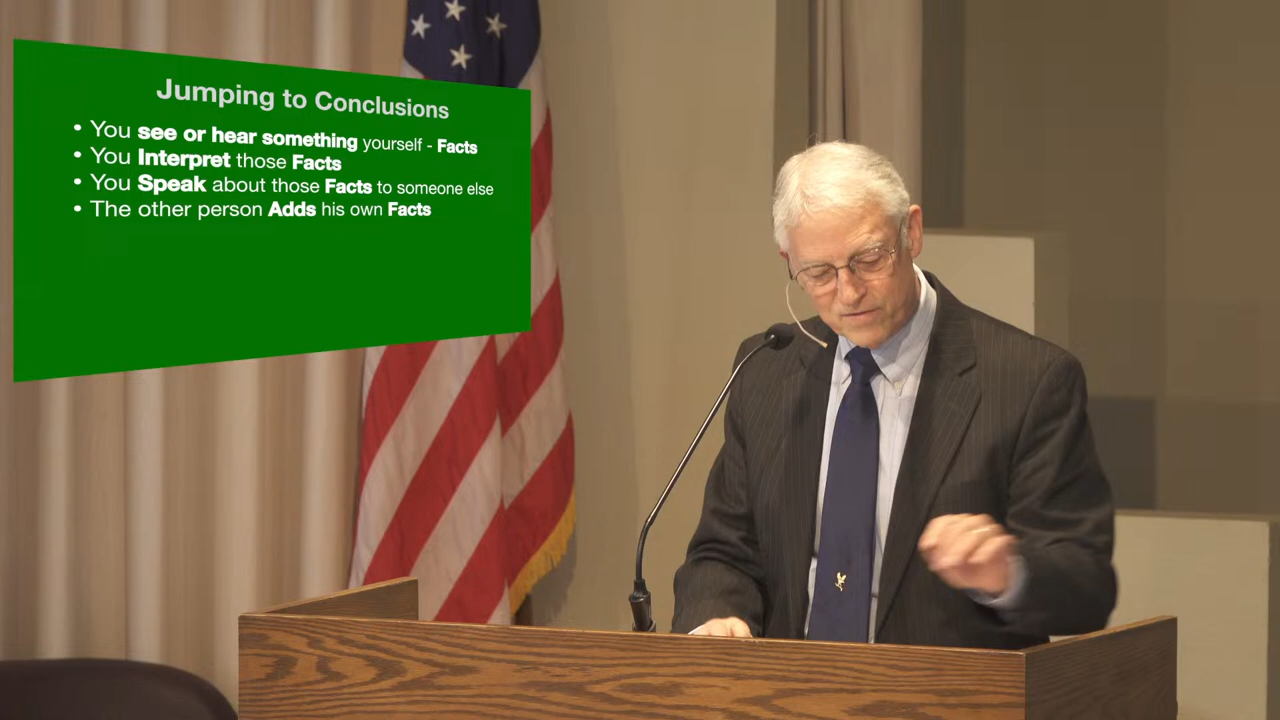 Jumping to Conclusions
• You see or hear something yourself - Facts
• You Interpret those Facts
• You Speak about those Facts to someone else
• The other person Adds his own Facts